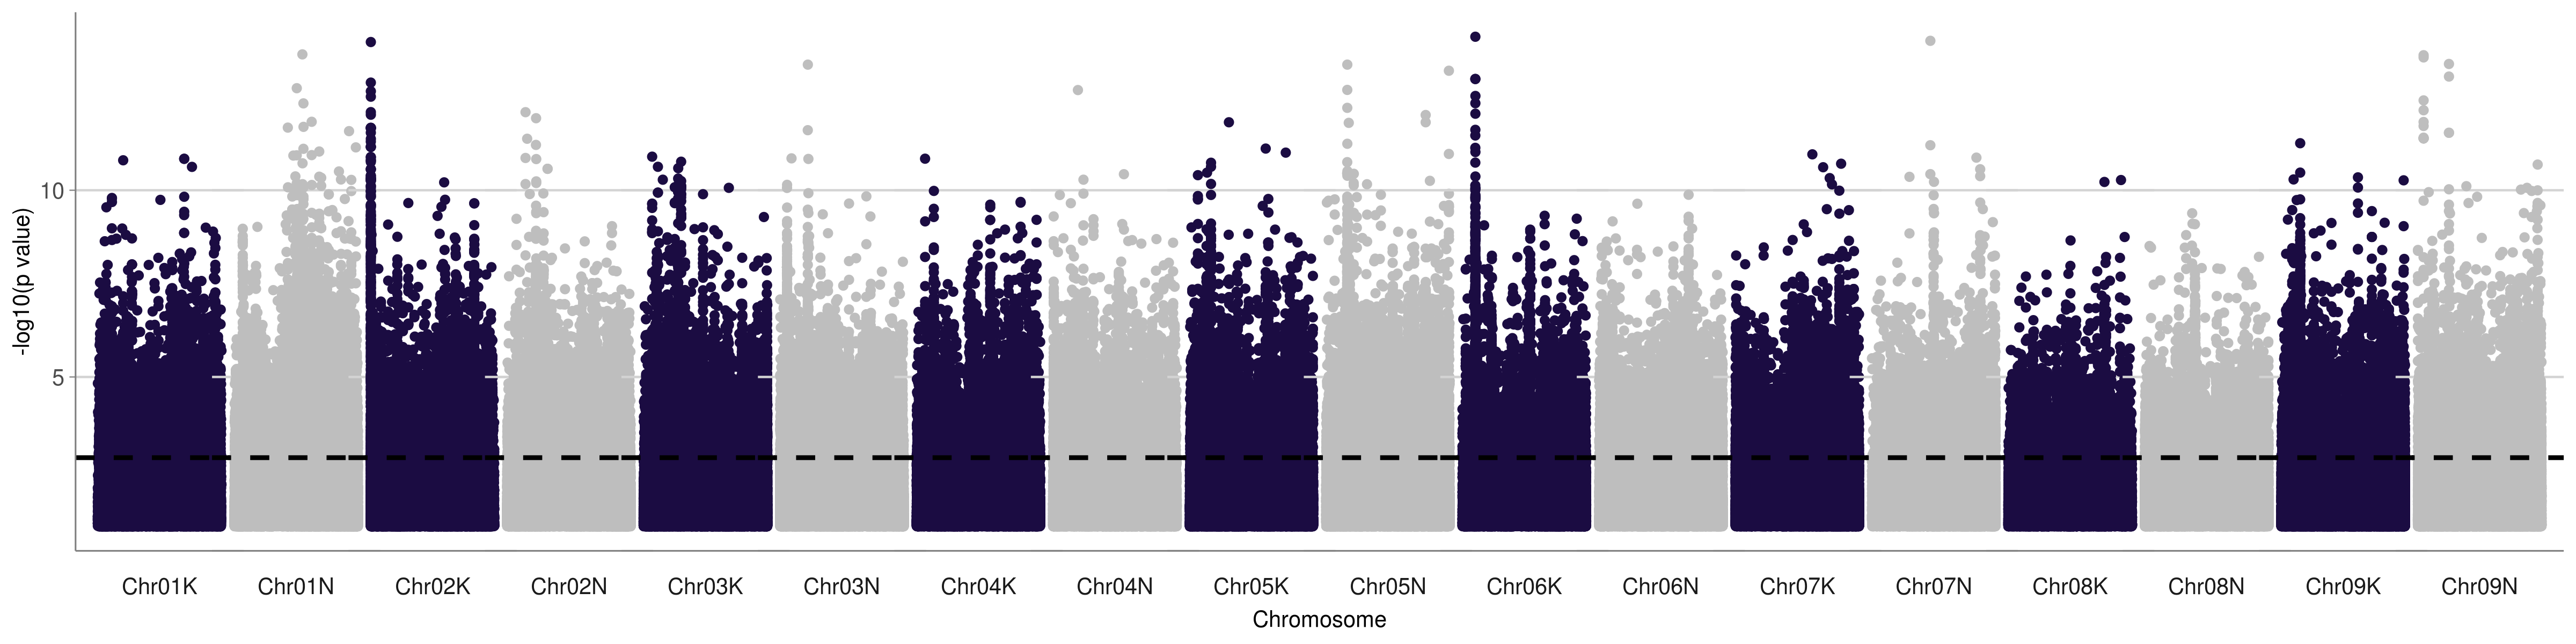 -log10(p value)
10
5
Chr01K Chr01N Chr02K Chr02N Chr03K Chr03N Chr04K Chr04N Chr05K Chr05N Chr06K Chr06N Chr07K Chr07N Chr08K Chr08N Chr09K Chr09N
Chromosome